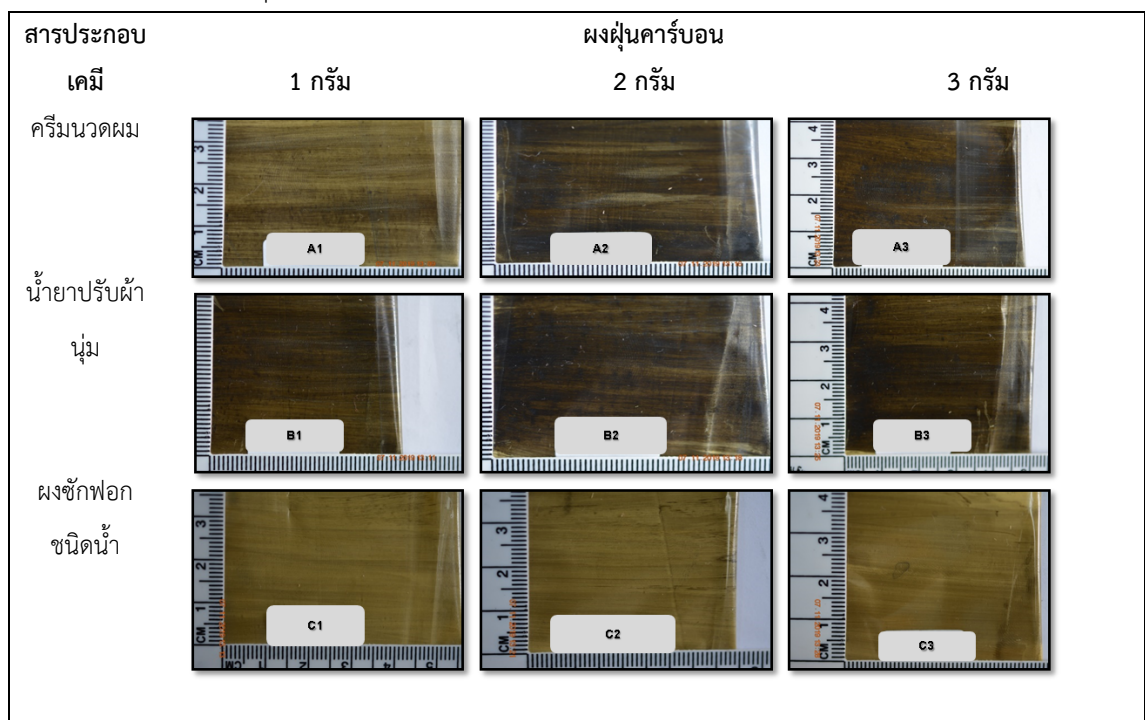 สารประกอบ
เคมี
ผงฝุ่นคาร์บอน
1 กรัม
2 กรัม
3 กรัม
ครีมนวดผม
A1
A2
A3
น้ำยาปรับผ้า
นุ่ม
B1
B2
B3
ผงซักฟอก
ชนิดน้ำ
C1
C2
C3